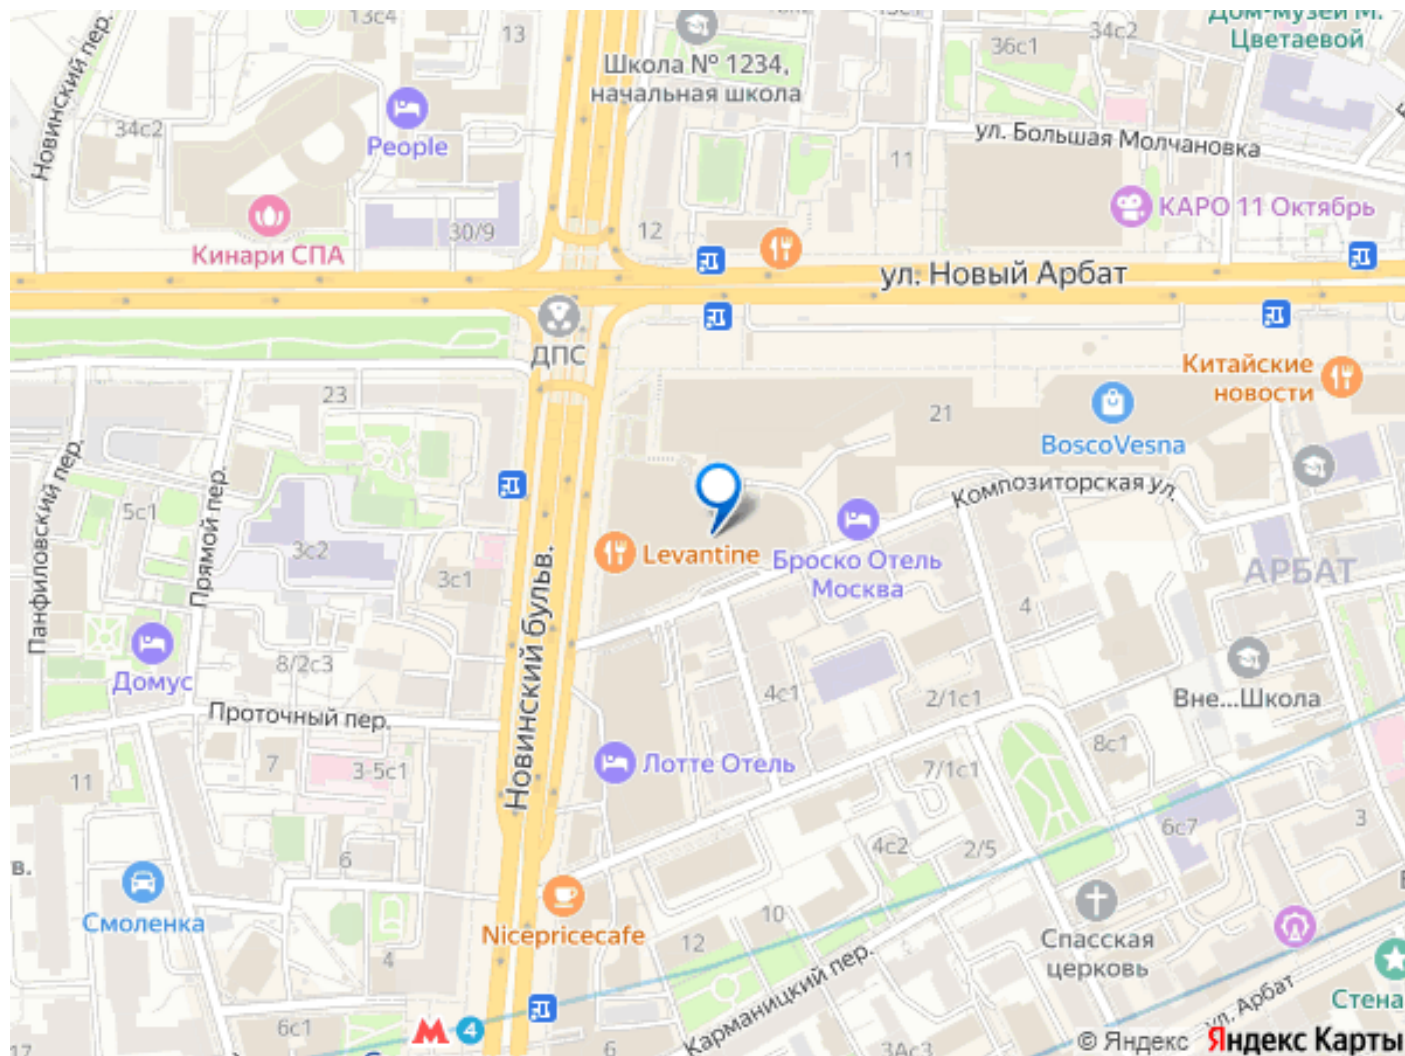 13с4
13
Школа № 1234,
начальная школа
15с1
36с1
34с2
Дом-музей М.
Цветаевой
Новинский пер.
34с2
People
11
ул. Большая Молчановка
КАРО 11 Октябрь
Кинари СПА
30/9
12
ул. Новый Арбат
ДПС
Китайские
новости
23
21
BoscoVesna
Панфиловский пер.
Прямой пер.
5с1
3с2
3с1
Композиторская ул.
Levantine
Броско Отель
Москва
АРБАТ
4
Новинский бульв.
Домус
8/2с3
Проточный пер.
4с1
2/1с1
Вне...Школа
8с1
11
7
3-5с1
Лотте Отель
7/1с1
6с7
3
6
4с2
2/5
в.
Смоленка
Nicepricecafe
10
12
Спасская
церковь
4
Карманицкий пер.
ул. Арбат
Стена
6с1
4
17
6
3Ас3
© Яндекс Яндекс Карты